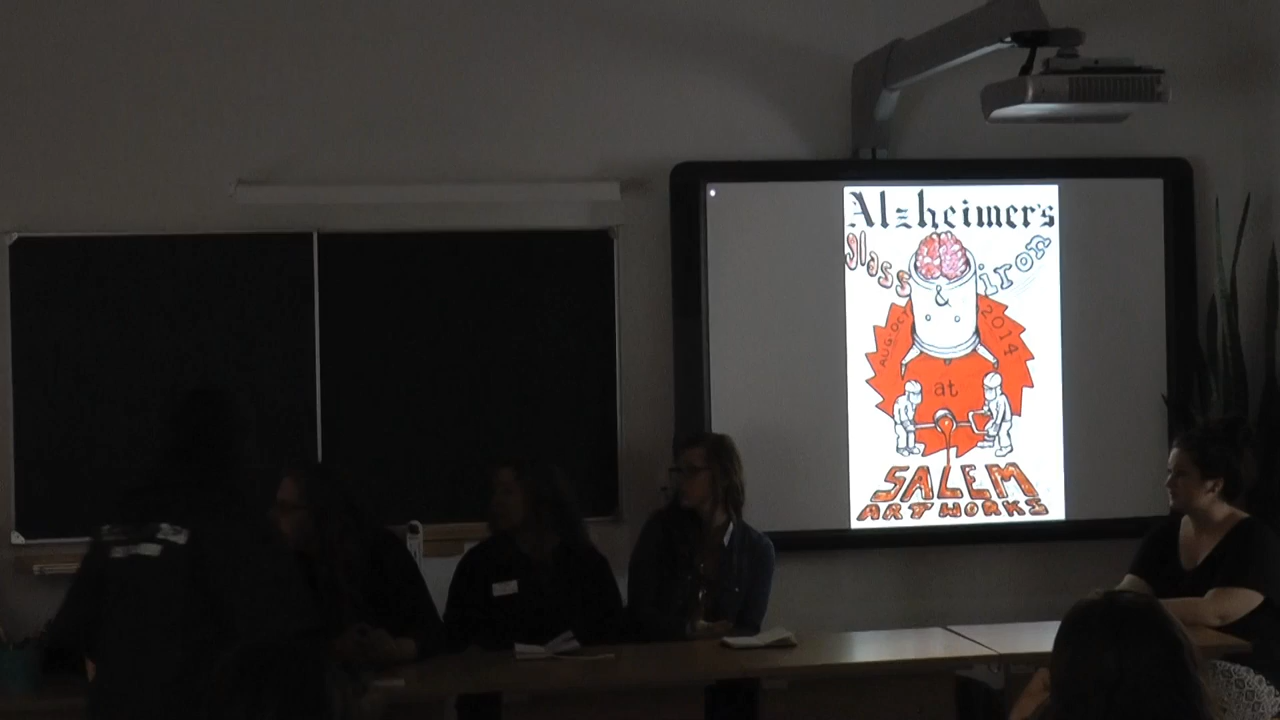 Alzheimer's
glass & iron
AUG-OCT 2014
at
SALEM
ART WORKS